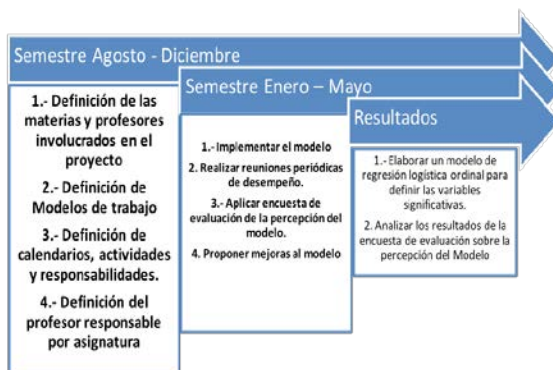 Semestre Agosto - Diciembre
1.- Definición de las
materias y profesores
involucrados en el
proyecto
2.- Definición de
Modelos de trabajo
3.- Definición de
calendarios, actividades
y responsabilidades.
4.- Definición del
profesor responsable
por asignatura
Semestre Enero – Mayo
1.- Implementar el modelo
2. Realizar reuniones periódicas
de desempeño.
3.- Aplicar encuesta de
evaluación de la percepción del
modelo.
4. Proponer mejoras al modelo
Resultados
1.- Elaborar un modelo de
regresión logística ordinal para
definir las variables
significativas.
2. Analizar los resultados de la
encuesta de evaluación sobre la
percepción del Modelo